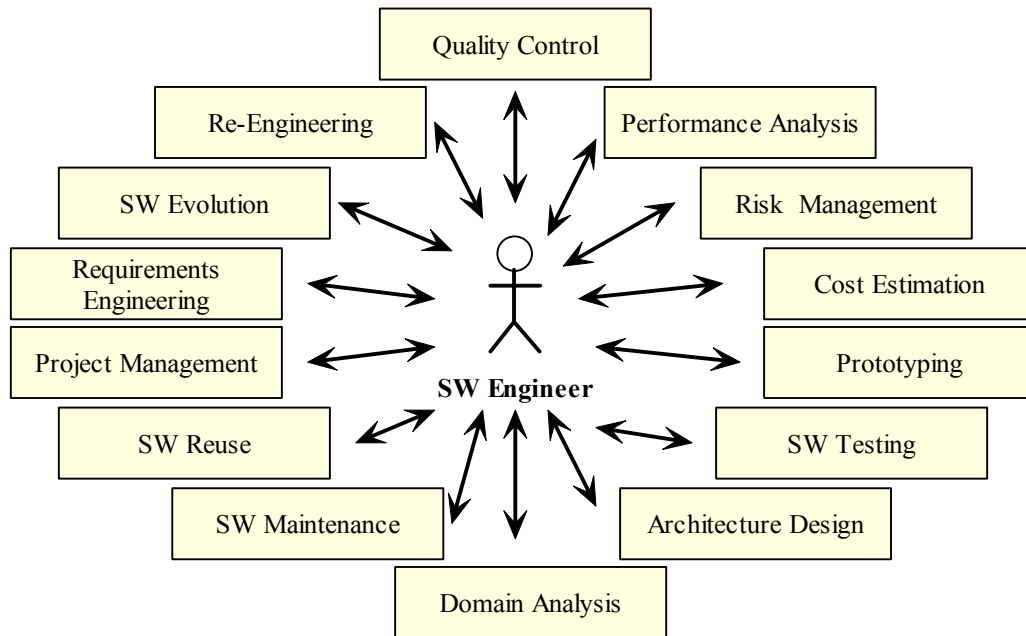 Quality Control
Re-Engineering
Performance Analysis
SW Evolution
Risk Management
Requirements
Engineering
Cost Estimation
Project Management
Prototyping
SW Engineer
SW Reuse
SW Testing
SW Maintenance
Architecture Design
Domain Analysis